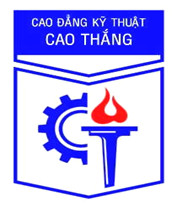 CAO ĐẲNG KỸ THUẬT
CAO THẮNG